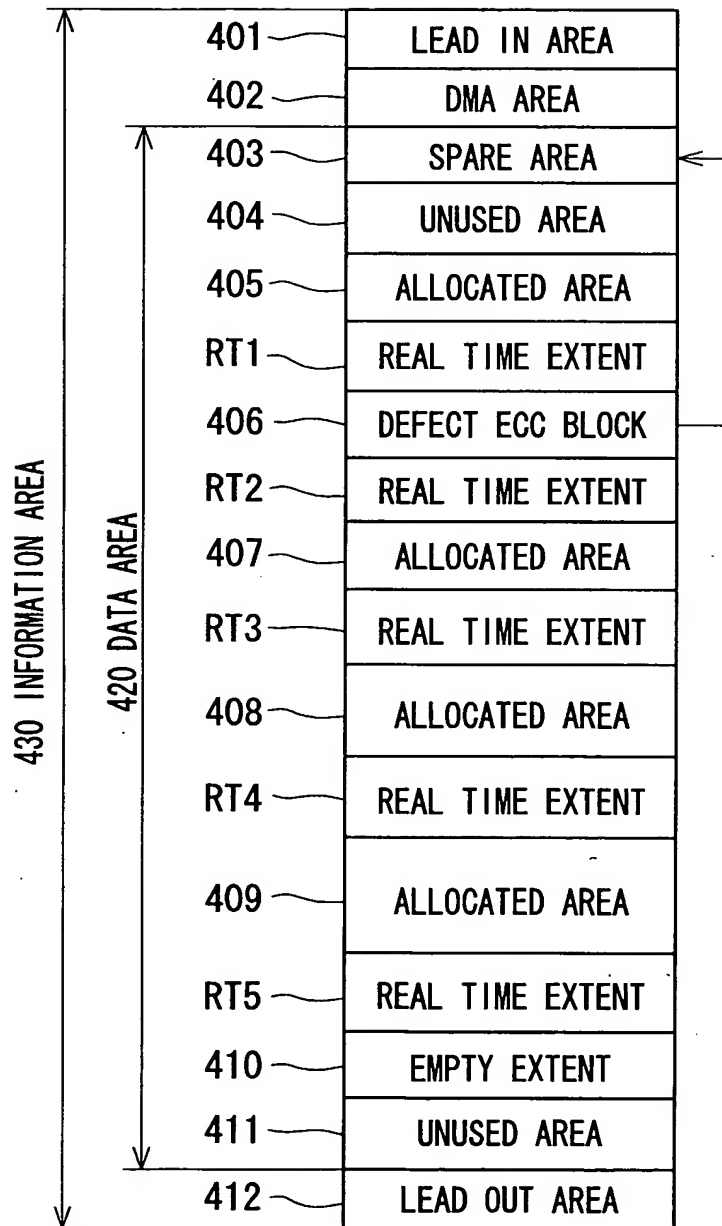 401 LEAD IN AREA
402 DMA AREA
403 SPARE AREA
404 UNUSED AREA
405 ALLOCATED AREA
RT1 REAL TIME EXTENT
406 DEFECT ECC BLOCK
RT2 REAL TIME EXTENT
407 ALLOCATED AREA
RT3 REAL TIME EXTENT
408 ALLOCATED AREA
RT4 REAL TIME EXTENT
409 ALLOCATED AREA
RT5 REAL TIME EXTENT
410 EMPTY EXTENT
411 UNUSED AREA
412 LEAD OUT AREA
430 INFORMATION AREA
420 DATA AREA